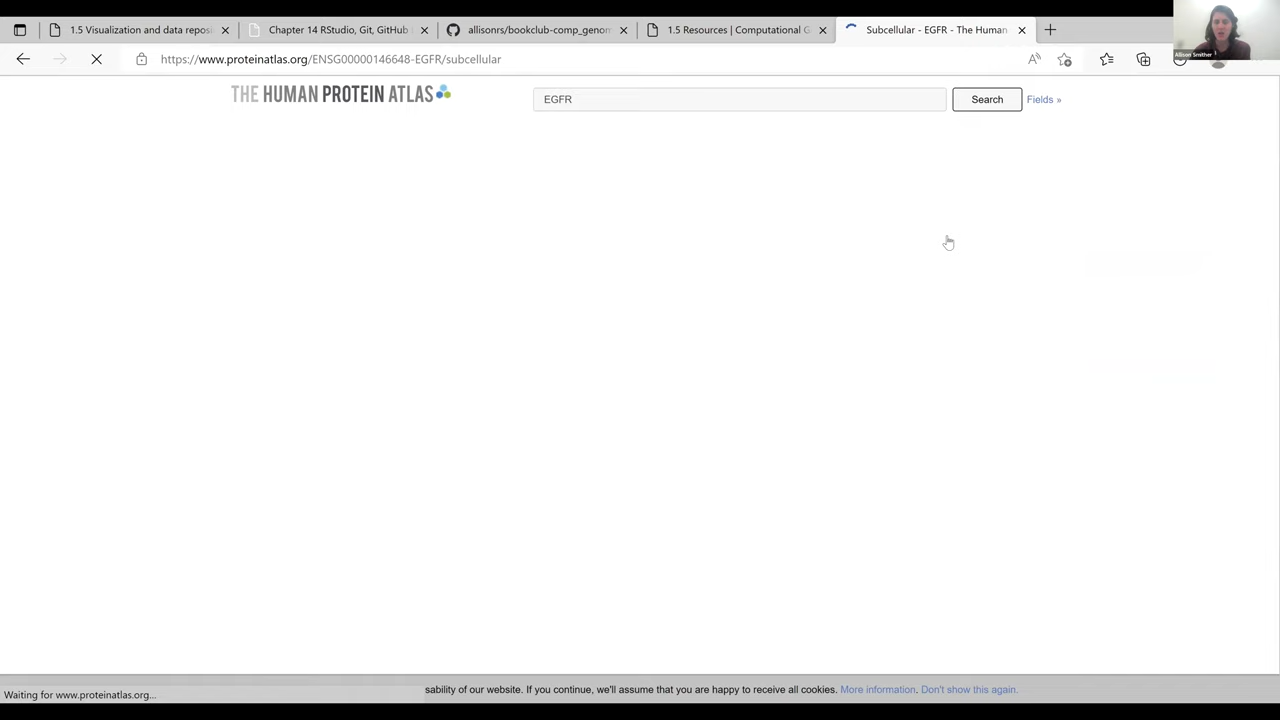 1.5 Visualization and data reposi
Chapter 14 RStudio, Git, GitHub
allisonrs/bookclub-comp_genom
1.5 Resources | Computational G
Subcellular - EGFR - The Human
Allison Smither
https://www.proteinatlas.org/ENSG00000146648-EGFR/subcellular
THE HUMAN PROTEIN ATLAS
EGFR
Search
Fields »
sability of our website. If you continue, we'll assume that you are happy to receive all cookies. More information. Don't show this again.
Waiting for www.proteinatlas.org...